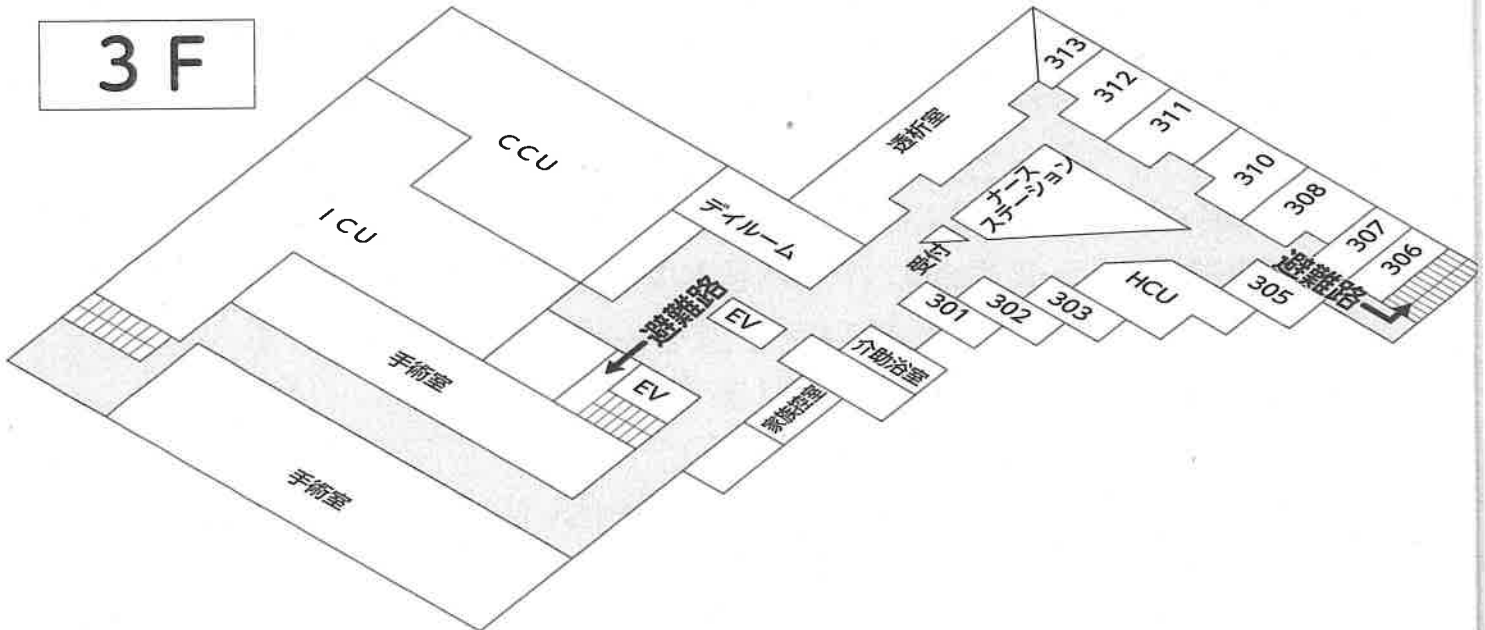 3F
CCU
ICU
デイルーム
透析室
ナース
ステーション
受付
313
312
311
310
308
307
306
避難路
305
HCU
303
302
301
介助浴室
家族控室
EV
避難路
EV
手術室
手術室